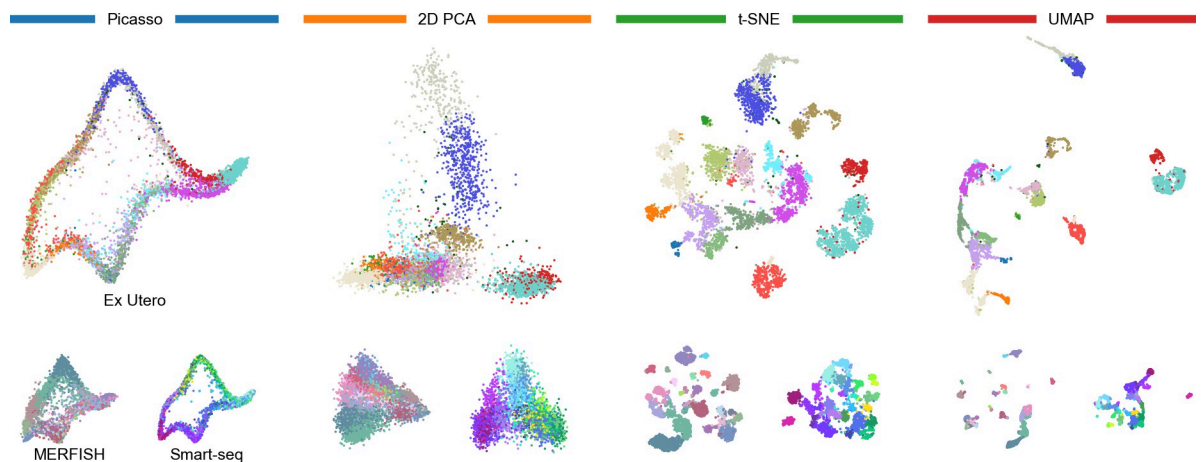 Picasso
2D PCA
t-SNE
UMAP
Ex Utero
MERFISH
Smart-seq